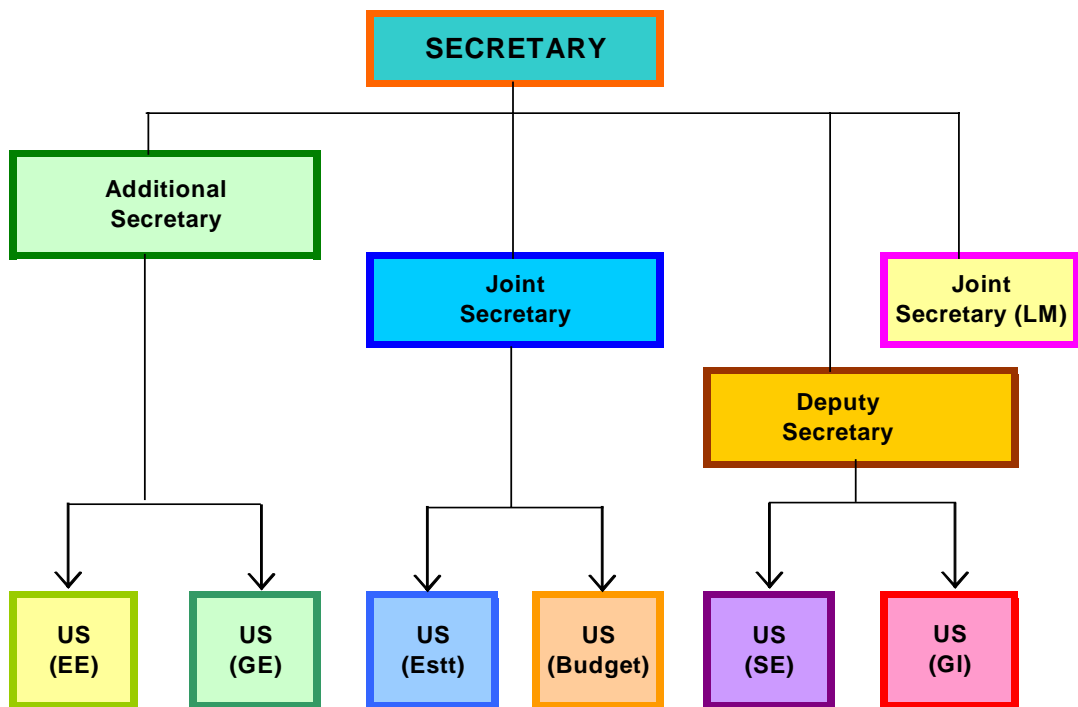 SECRETARY
Additional
Secretary
Joint
Secretary
Joint
Secretary (LM)
Deputy
Secretary
US
(EE)
US
(GE)
US
(Estt)
US
(Budget)
US
(SE)
US
(GI)